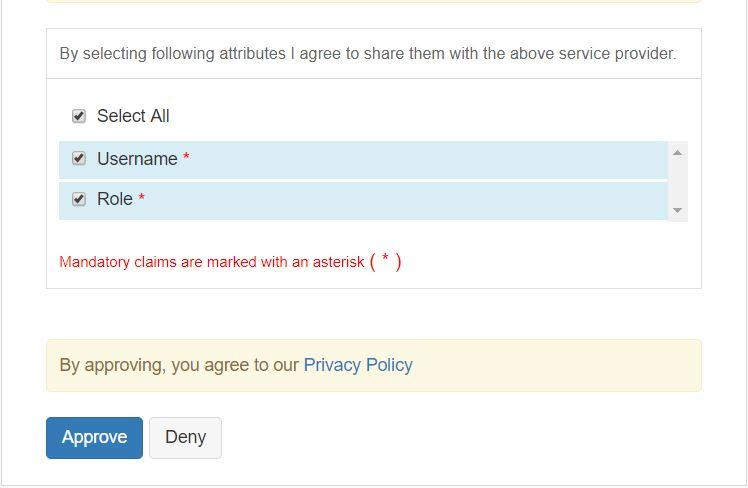 By selecting following attributes I agree to share them with the above service provider.
Select All
Username *
Role *
Mandatory claims are marked with an asterisk ( * )
By approving, you agree to our Privacy Policy
Approve Deny